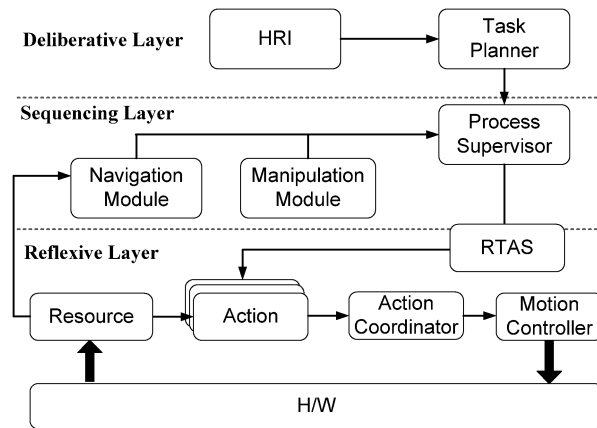 Deliberative Layer
HRI
Task
Planner
Sequencing Layer
Process
Supervisor
Navigation
Module
Manipulation
Module
RTAS
Reflexive Layer
Resource
Action
Action
Coordinator
Motion
Controller
H/W